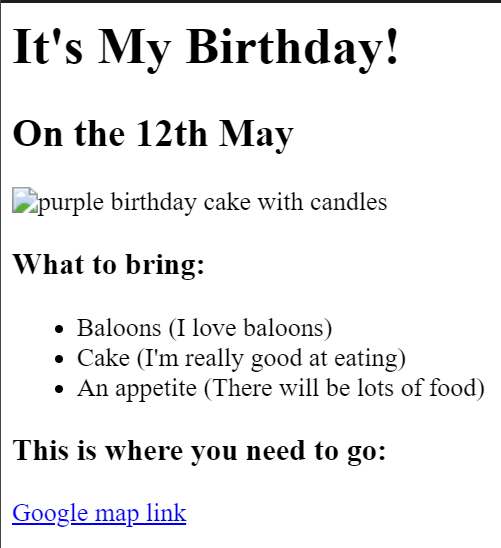 It's My Birthday!
On the 12th May
purple birthday cake with candles
What to bring:
Baloons (I love baloons)
Cake (I'm really good at eating)
An appetite (There will be lots of food)
This is where you need to go:
Google map link